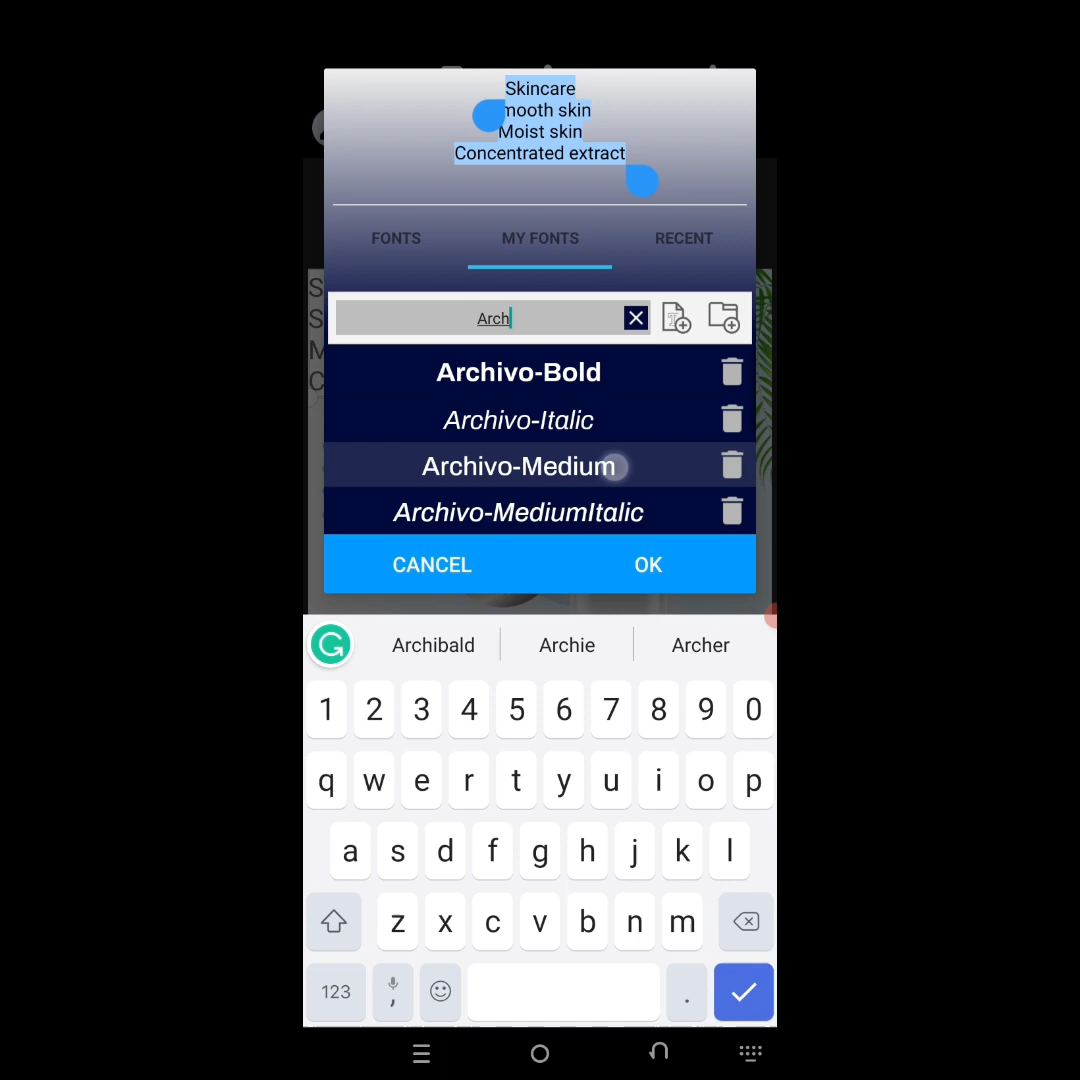 Skincare
mooth skin
Moist skin
Concentrated extract
FONTS MY FONTS RECENT
S
S
M
C
Arch
Archivo-Bold
Archivo-Italic
Archivo-Medium
Archivo-MediumItalic
CANCEL OK
Archibald Archie Archer
1 2 3 4 5 6 7 8 9 0
q w e r t y u i o p
a s d f g h j k l
z x c v b n m
123 , .